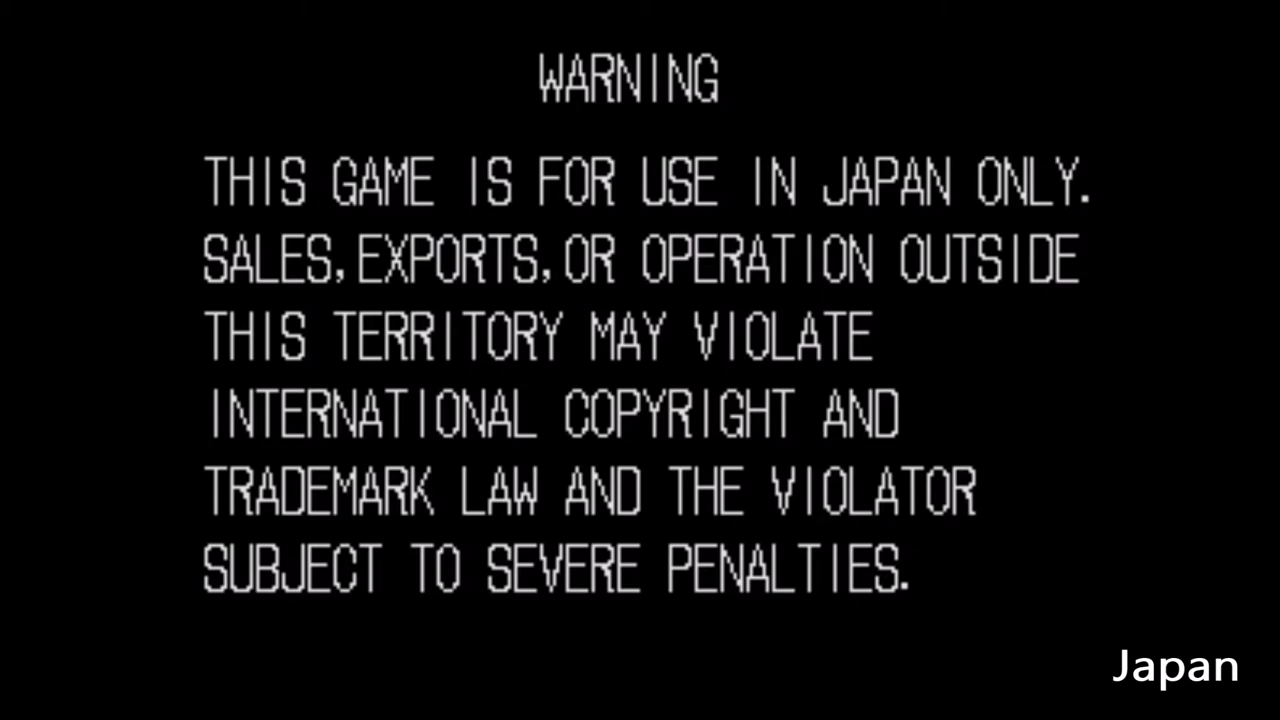 WARNING
THIS GAME IS FOR USE IN JAPAN ONLY.
SALES,EXPORTS,OR OPERATION OUTSIDE
THIS TERRITORY MAY VIOLATE
INTERNATIONAL COPYRIGHT AND
TRADEMARK LAW AND THE VIOLATOR
SUBJECT TO SEVERE PENALTIES.
Japan